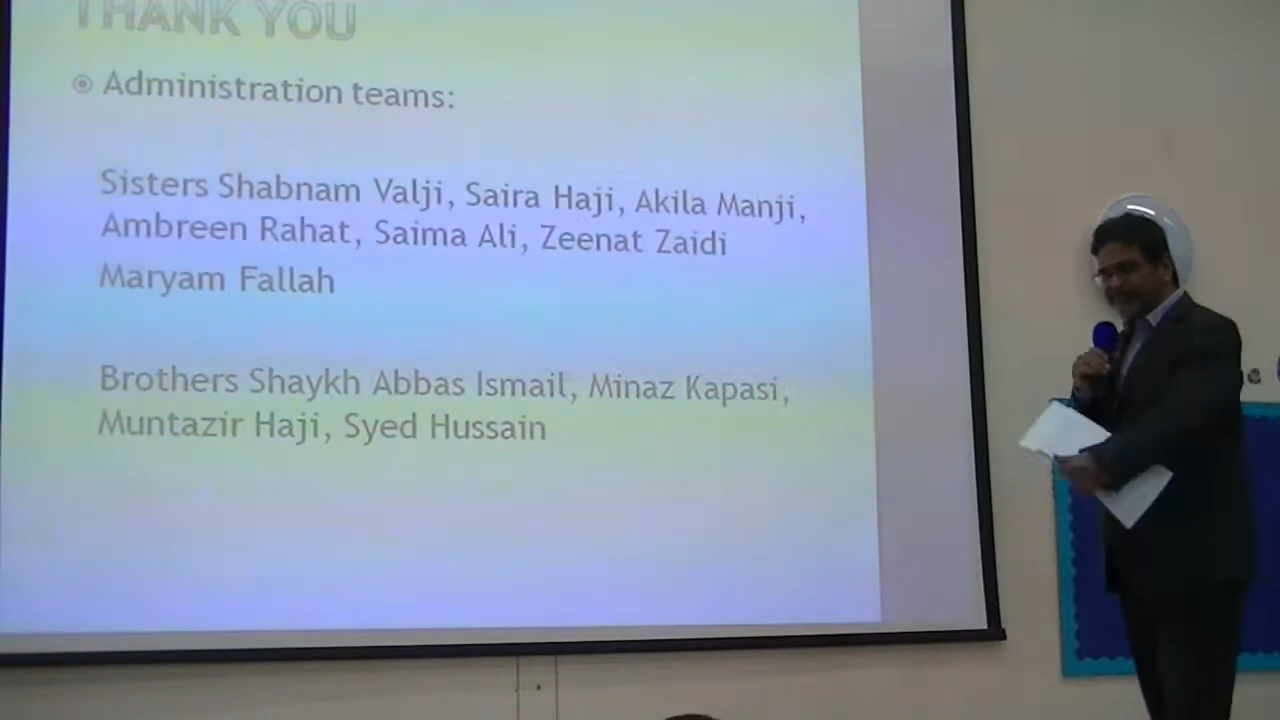 THANK YOU
Administration teams:
Sisters Shabnam Valji, Saira Haji, Akila Manji,
Ambreen Rahat, Saima Ali, Zeenat Zaidi
Maryam Fallah
Brothers Shaykh Abbas Ismail, Minaz Kapasi,
Muntazir Haji, Syed Hussain